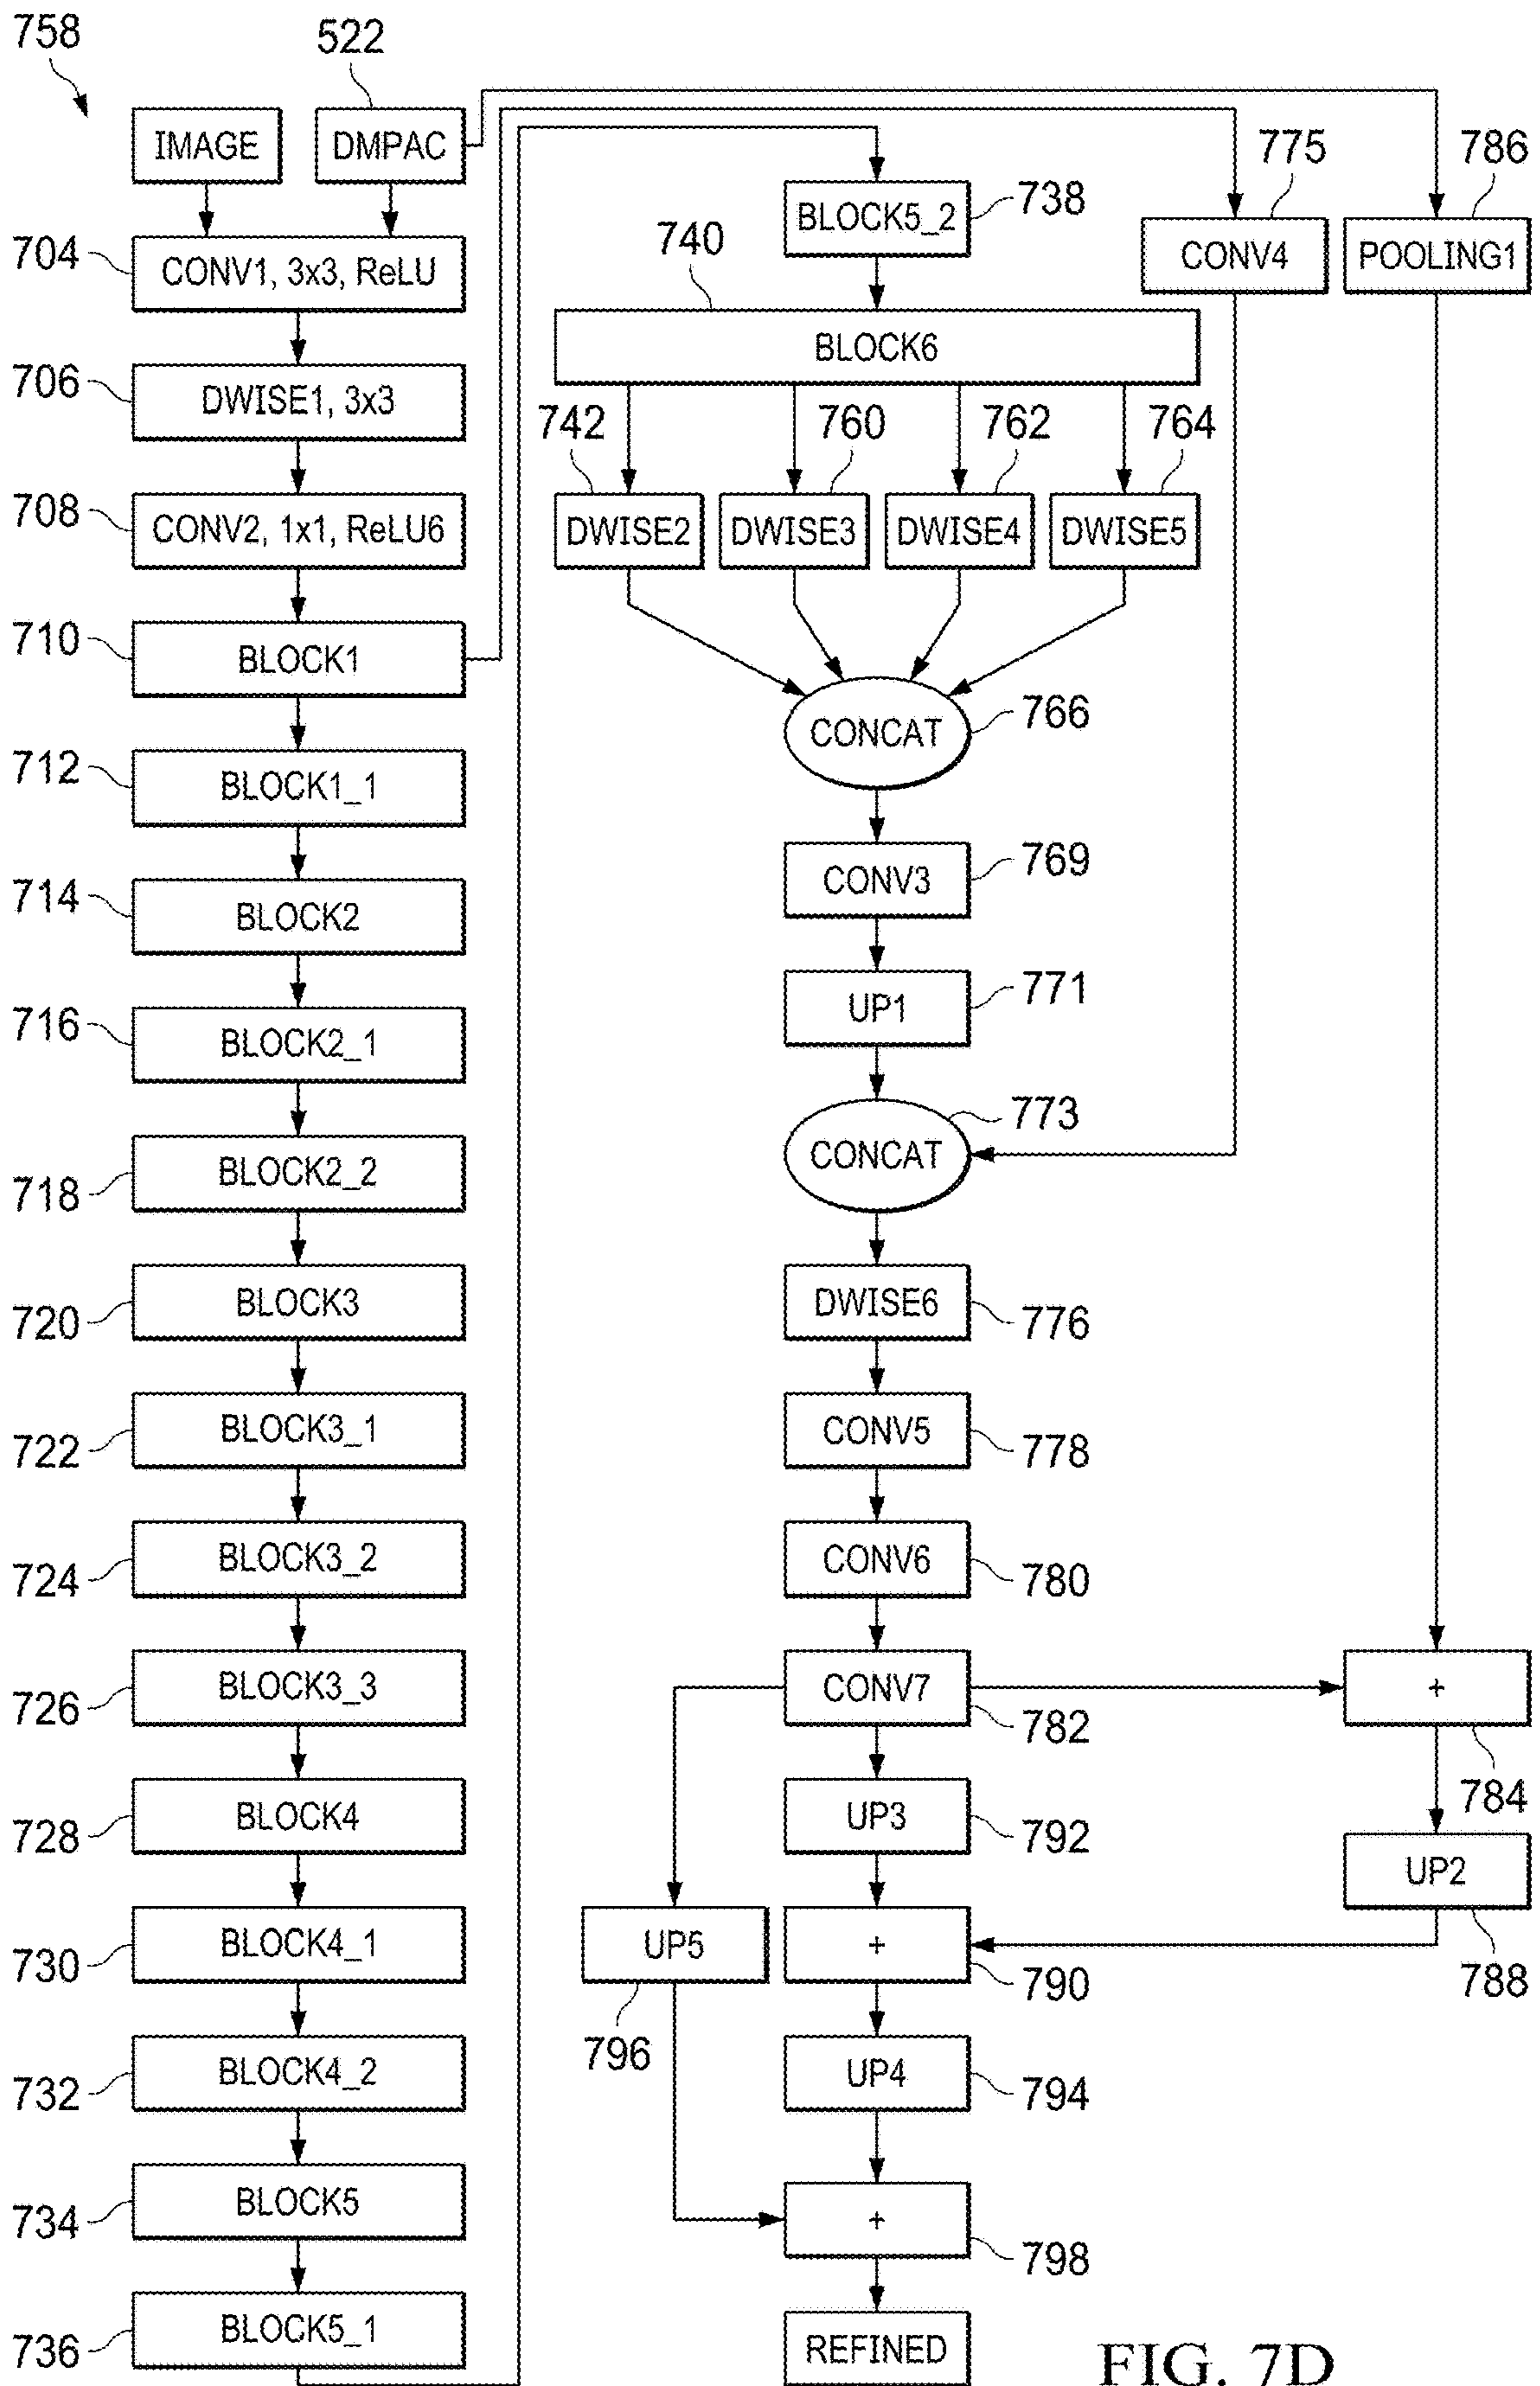 758
522
IMAGE
DMPAC
704
CONV1, 3x3, ReLU
706
DWISE1, 3x3
708
CONV2, 1x1, ReLU6
710
BLOCK1
712
BLOCK1_1
714
BLOCK2
716
BLOCK2_1
718
BLOCK2_2
720
BLOCK3
722
BLOCK3_1
724
BLOCK3_2
726
BLOCK3_3
728
BLOCK4
730
BLOCK4_1
732
BLOCK4_2
734
BLOCK5
736
BLOCK5_1
BLOCK5_2
738
740
BLOCK6
742
760
762
764
DWISE2
DWISE3
DWISE4
DWISE5
CONCAT
766
CONV3
769
UP1
771
CONCAT
773
DWISE6
776
CONV5
778
CONV6
780
CONV7
782
UP3
792
UP5
796
+
790
UP4
794
+
798
REFINED
775
CONV4
786
POOLING1
+
784
UP2
788
FIG. 7D